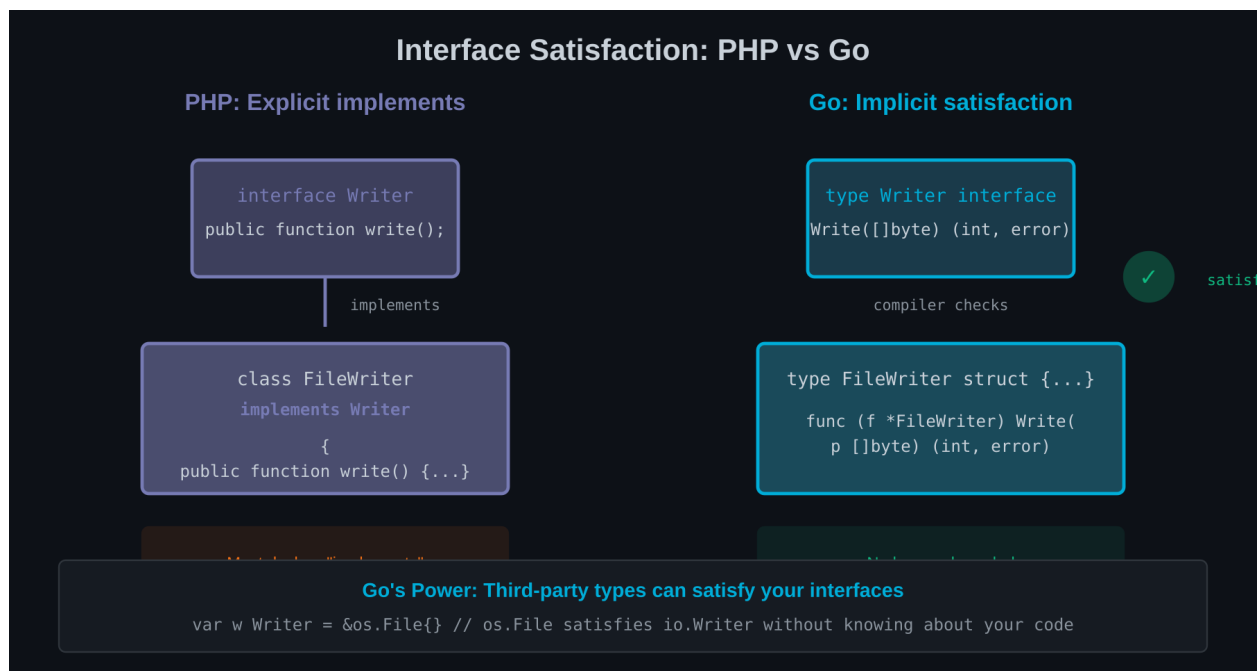 Interface Satisfaction: PHP vs Go
PHP: Explicit implements
interface Writer
public function write();
implements
class FileWriter
implements Writer
{
public function write() {...}
Go: Implicit satisfaction
type Writer interface
Write([]byte) (int, error)
✓
compiler checks
type FileWriter struct {...}
func (f *FileWriter) Write(
p []byte) (int, error)
Go's Power: Third-party types can satisfy your interfaces
var w Writer = &os.File{} // os.File satisfies io.Writer without knowing about your code